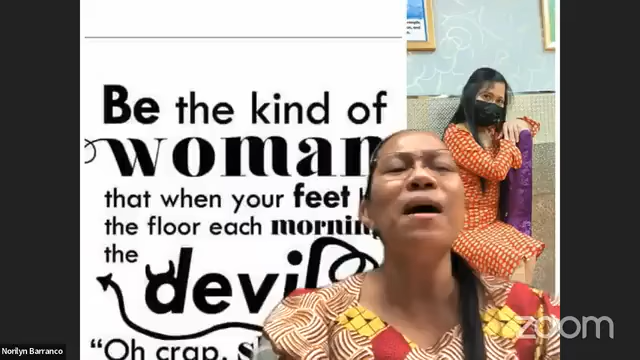 Be the kind of
woman
that when your feet
the floor each
the
devil
"Oh crap,
Norilyn Barranco
zoom